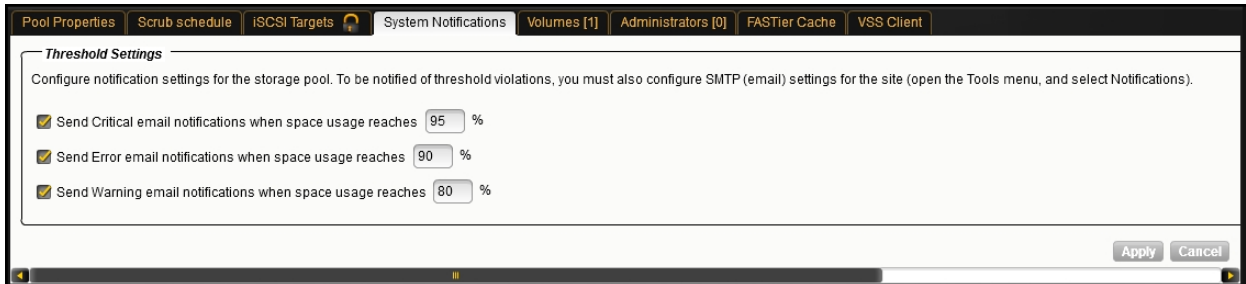 Pool Properties Scrub schedule iSCSI Targets System Notifications Volumes [1] Administrators [0] FASTier Cache VSS Client
Threshold Settings
Configure notification settings for the storage pool. To be notified of threshold violations, you must also configure SMTP (email) settings for the site (open the Tools menu, and select Notifications).
Send Critical email notifications when space usage reaches 95 %
Send Error email notifications when space usage reaches 90 %
Send Warning email notifications when space usage reaches 80 %
Apply Cancel